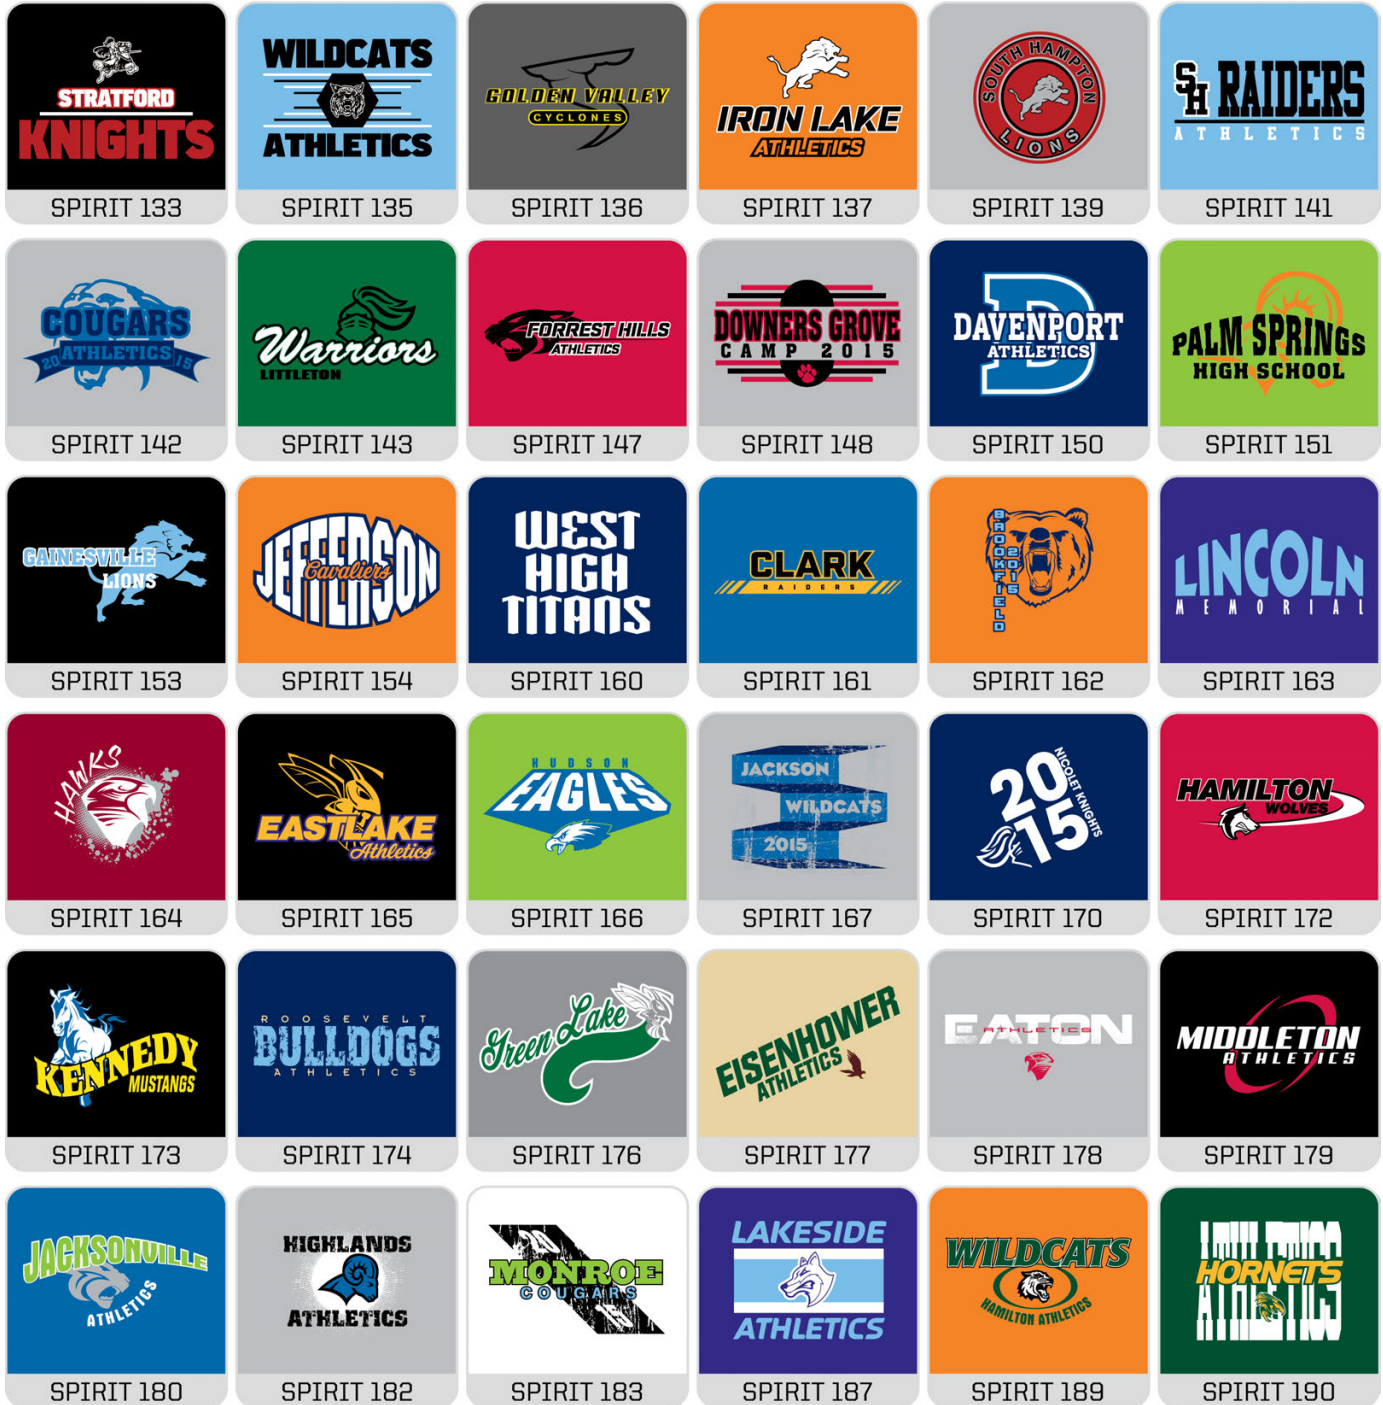 STRATFORD
KNIGHTS
SPIRIT 133
WILDCATS
ATHLETICS
SPIRIT 135
GOLDEN VALLEY
CYCLONES
SPIRIT 136
IRON LAKE
ATHLETICS
SPIRIT 137
SOUTH HAMPTON
LIONS
SPIRIT 139
SH RAIDERS
ATHLETICS
SPIRIT 141
COUGARS
20 ATHLETICS 15
SPIRIT 142
Warriors
LITTLETON
SPIRIT 143
FORREST HILLS
ATHLETICS
SPIRIT 147
DOWNERS GROVE
CAMP 2015
SPIRIT 148
D
DAVENPORT
ATHLETICS
SPIRIT 150
PALM SPRINGS
HIGH SCHOOL
SPIRIT 151
GAINESVILLE
LIONS
SPIRIT 153
JEFFERSON
Cavaliers
SPIRIT 154
WEST
HIGH
TITANS
SPIRIT 160
CLARK
RAIDERS
SPIRIT 161
BROOKFIELD
2015
SPIRIT 162
LINCOLN
MEMORIAL
SPIRIT 163
HAWKS
SPIRIT 164
EASTLAKE
Athletics
SPIRIT 165
HUDSON
EAGLES
SPIRIT 166
JACKSON
WILDCATS
2015
SPIRIT 167
2015
NICOLET KNIGHTS
SPIRIT 170
HAMILTON
WOLVES
SPIRIT 172
KENNEDY
MUSTANGS
SPIRIT 173
ROOSEVELT
BULLDOGS
ATHLETICS
SPIRIT 174
Green Lake
SPIRIT 176
EISENHOWER
ATHLETICS
SPIRIT 177
EATON
ATHLETICS
SPIRIT 178
MIDDLETON
ATHLETICS
SPIRIT 179
JACKSONVILLE
ATHLETICS
SPIRIT 180
HIGHLANDS
ATHLETICS
SPIRIT 182
20
MONROE
COUGARS
15
SPIRIT 183
LAKESIDE
ATHLETICS
SPIRIT 187
WILDCATS
HAMILTON ATHLETICS
SPIRIT 189
ATHLETICS
HORNETS
SPIRIT 190